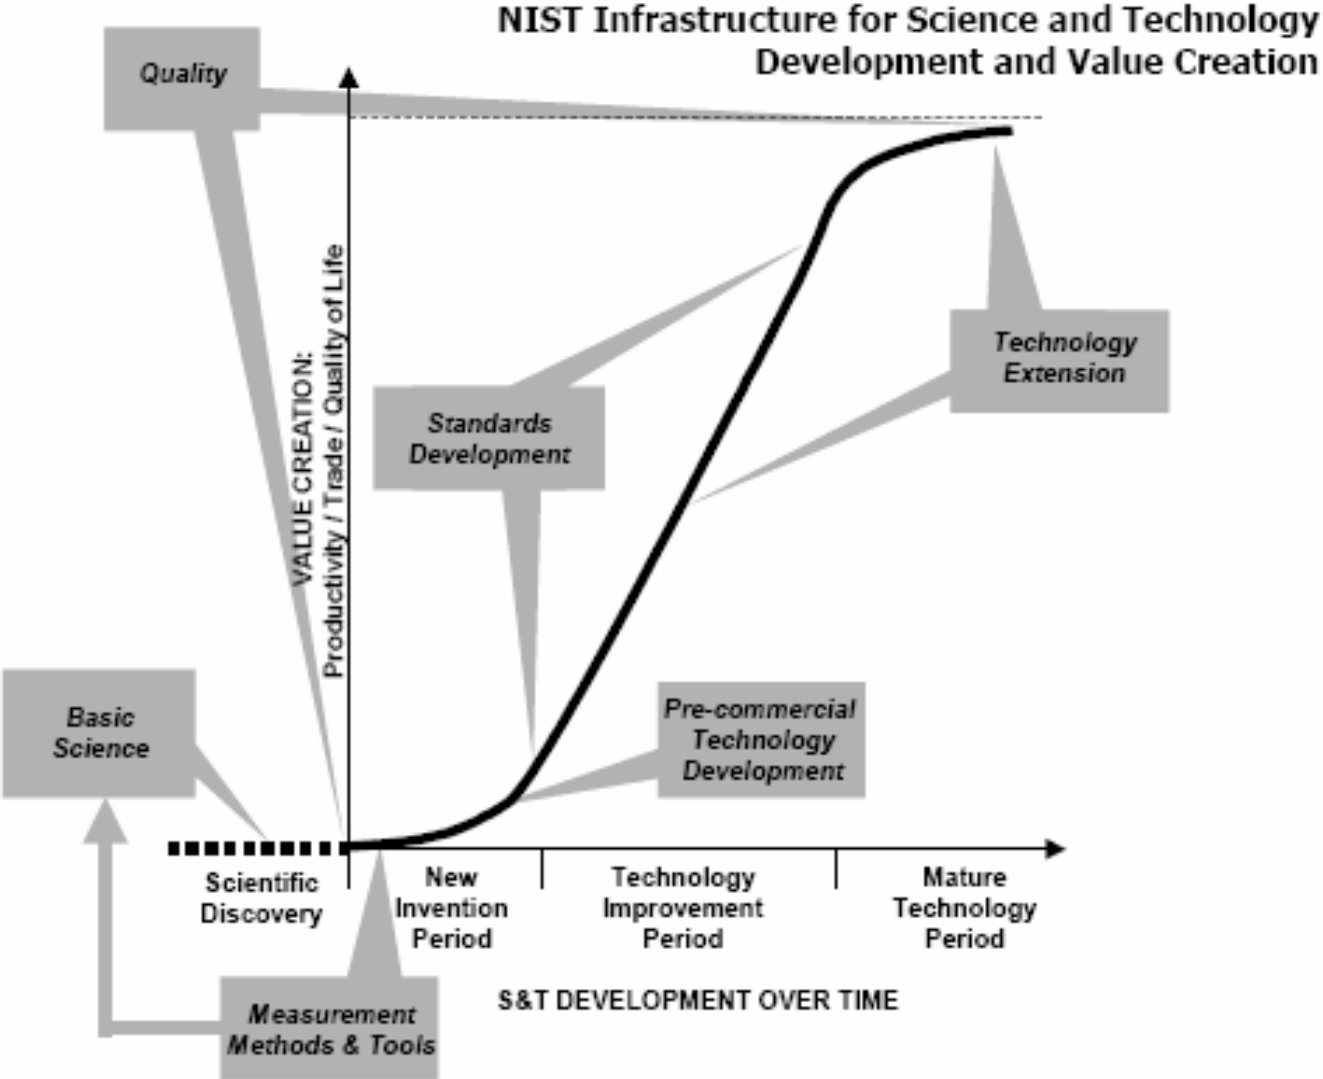 NIST Infrastructure for Science and Technology
Development and Value Creation
Quality
VALUE CREATION:
Productivity / Trade / Quality of Life
Technology
Extension
Standards
Development
Basic
Science
Pre-commercial
Technology
Development
Scientific
Discovery
New
Invention
Period
Technology
Improvement
Period
Mature
Technology
Period
S&T DEVELOPMENT OVER TIME
Measurement
Methods & Tools